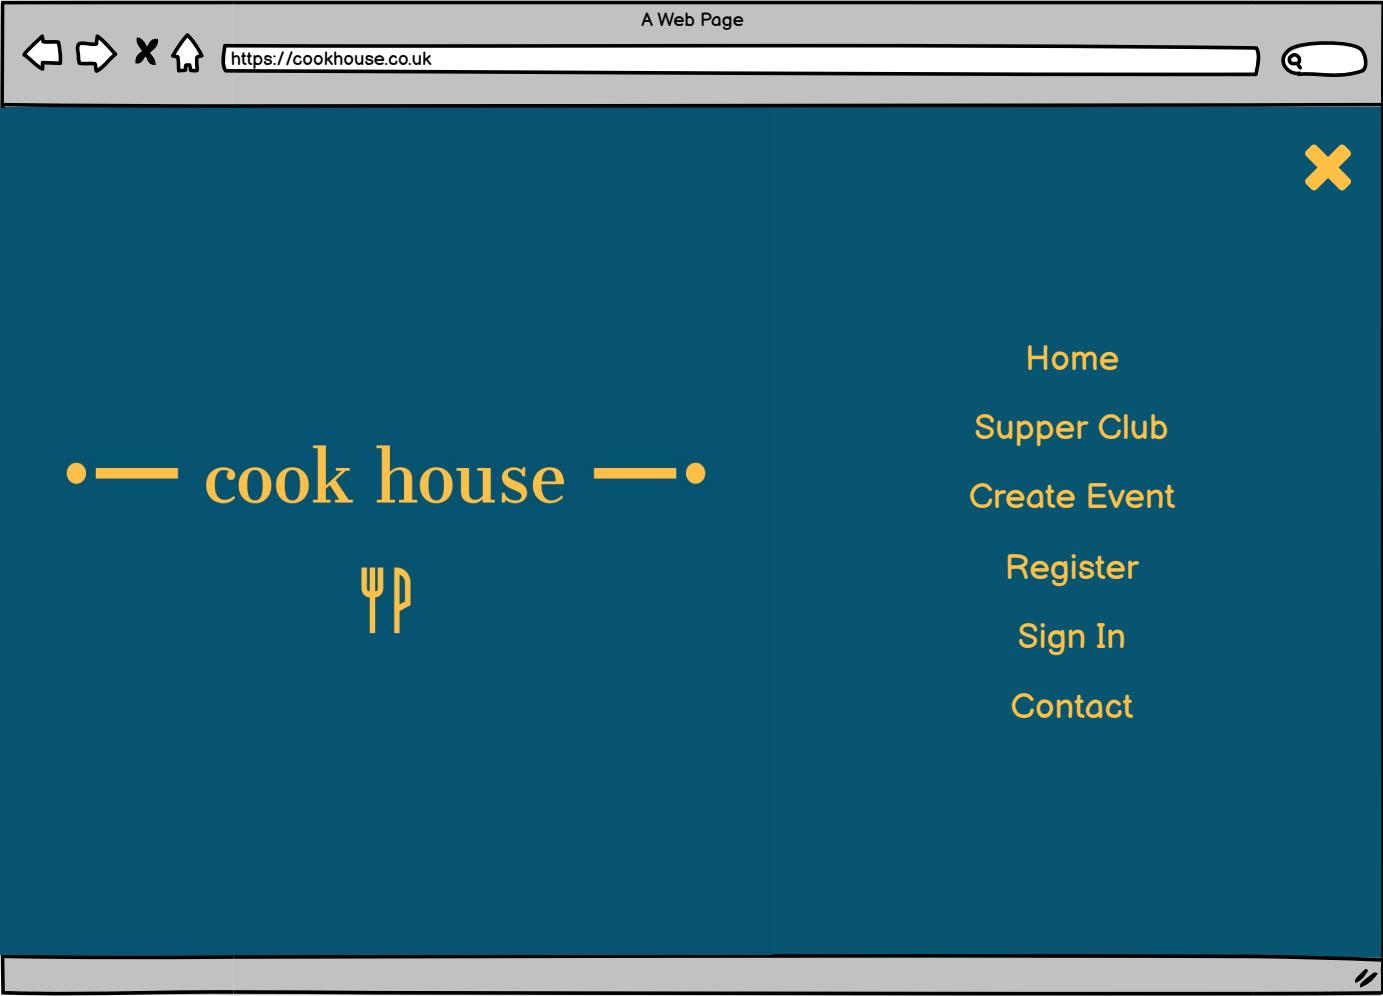 A Web Page
https://cookhouse.co.uk
cook house
Home
Supper Club
Create Event
Register
Sign In
Contact